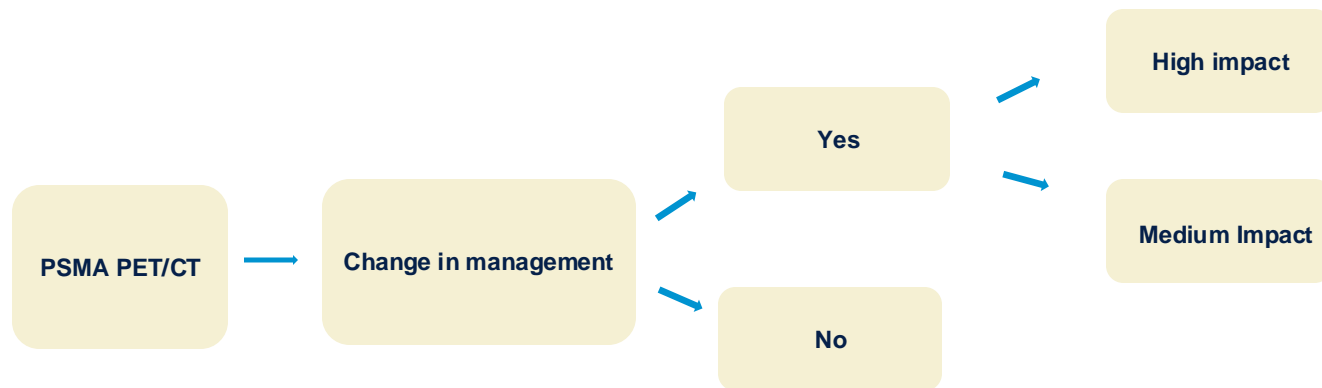 PSMA PET/CT
Change in management
Yes
No
High impact
Medium Impact